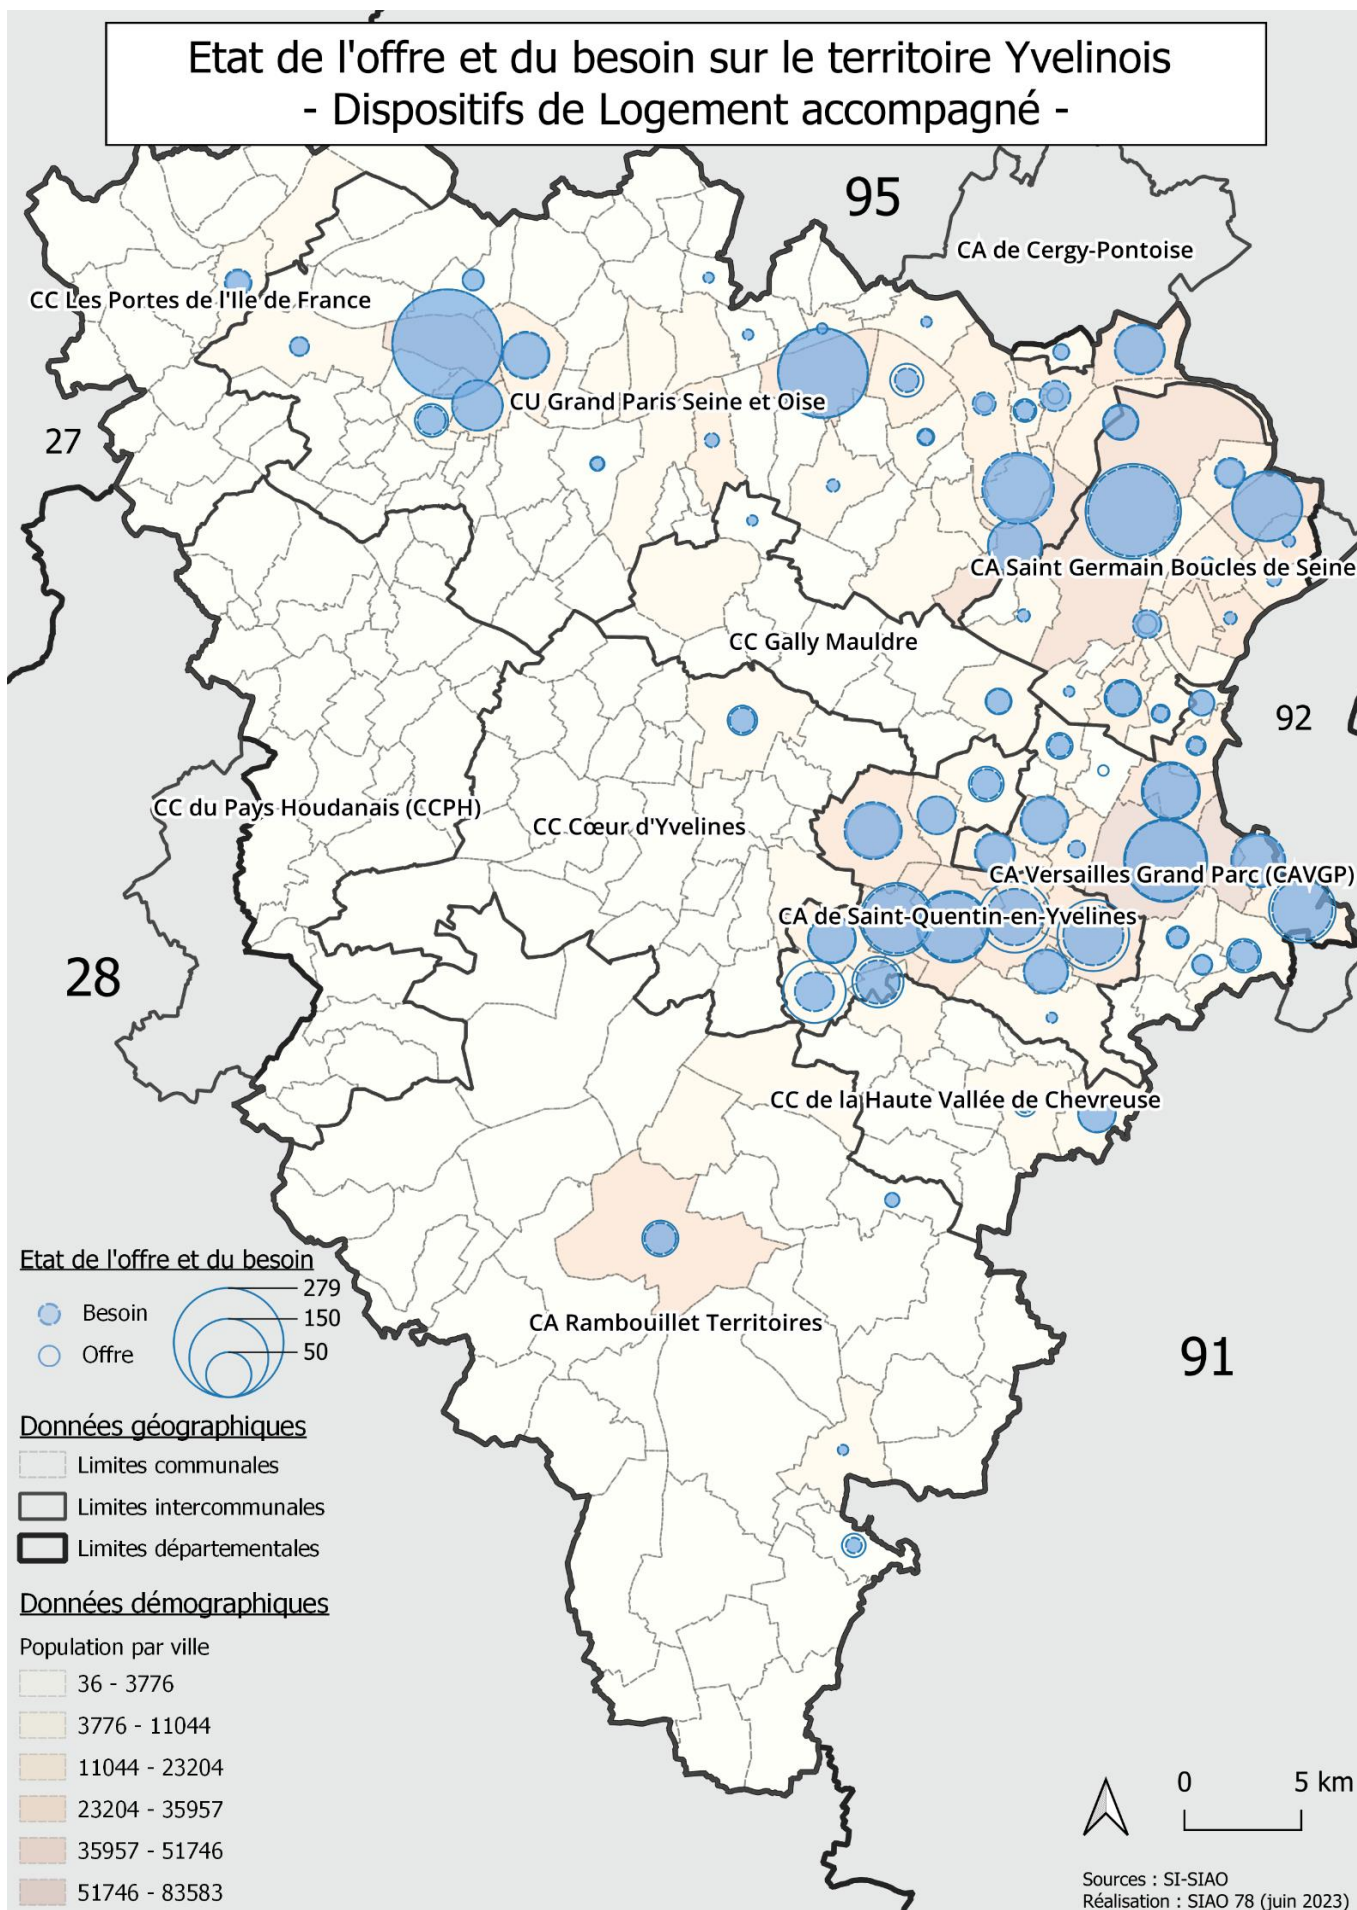 Etat de l'offre et du besoin sur le territoire Yvelinois
- Dispositifs de Logement accompagné -
95
CA de Cergy-Pontoise
CC Les Portes de l'Ile de France
CU Grand Paris Seine et Oise
27
CA Saint Germain Boucles de Seine
CC Gally Mauldre
92
CC du Pays Houdanais (CCPH)
CC Cœur d'Yvelines
CA Versailles Grand Parc (CAVGP)
CA de Saint-Quentin-en-Yvelines
28
CC de la Haute Vallée de Chevreuse
CA Rambouillet Territoires
91
Etat de l'offre et du besoin
279
150
50
Besoin
Offre
Données géographiques
Limites communales
Limites intercommunales
Limites départementales
Données démographiques
Population par ville
36 - 3776
3776 - 11044
11044 - 23204
23204 - 35957
35957 - 51746
51746 - 83583
0 5 km
Sources : SI-SIAO
Réalisation : SIAO 78 (juin 2023)